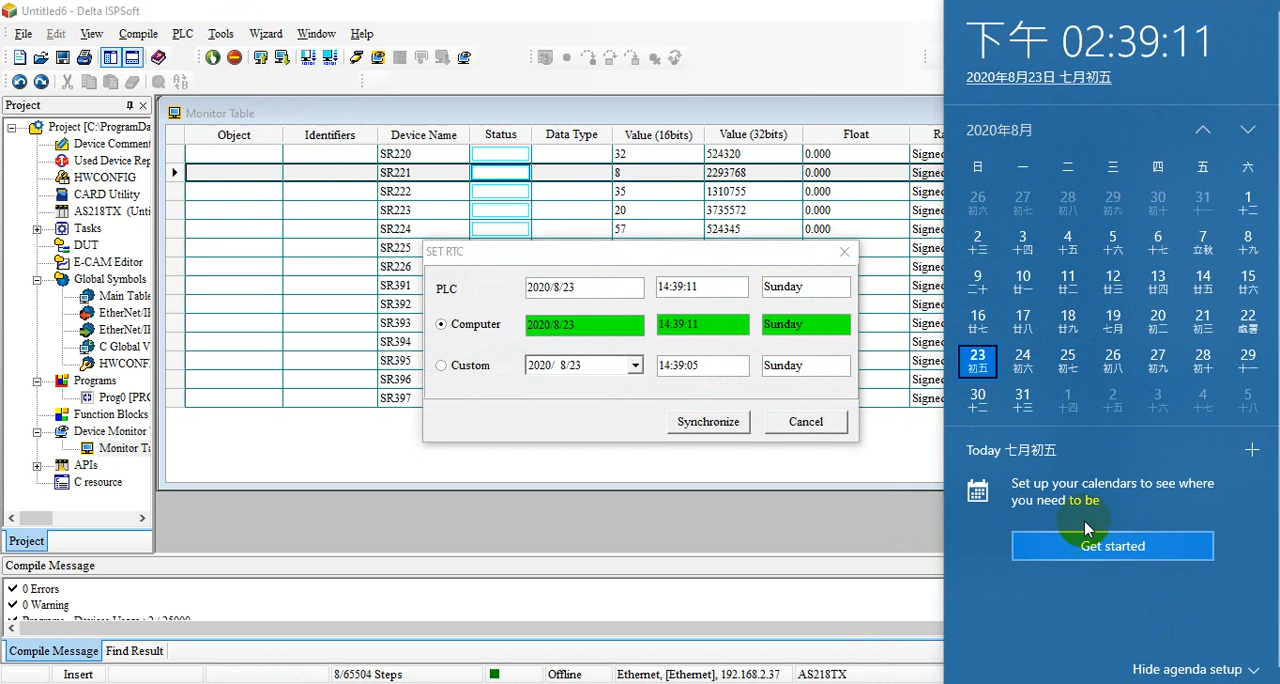 Untitled6 - Delta ISPSoft
File Edit View Compile PLC Tools Wizard Window Help
Project
Project [C:\ProgramDa
Device Comment
Used Device Rep
HWCONFIG
CARD Utility
AS218TX (Unti
Tasks
DUT
E-CAM Editor
Global Symbols
Main Table
EtherNet/IP
EtherNet/IP
C Global V
HWCONF
Programs
Prog0 [PRG
Function Blocks
Device Monitor
Monitor Ta
APIs
C resource
Project
Monitor Table
Object Identifiers Device Name Status Data Type Value (16bits) Value (32bits) Float Ra
SR220 32 524320 0.000 Signed
SR221 8 2293768 0.000 Signed
SR222 35 1310755 0.000 Signed
SR223 20 3735572 0.000 Signed
SR224 57 524345 0.000 Signed
SR225 Signed
SR226 Signed
SR391 Signed
SR392 Signed
SR393 Signed
SR394 Signed
SR395 Signed
SR396 Signed
SR397 Signed
SET RTC
PLC 2020/8/23 14:39:11 Sunday
Computer 2020/8/23 14:39:11 Sunday
Custom 2020/ 8/23 14:39:05 Sunday
Synchronize Cancel
Compile Message
0 Errors
0 Warning
Programs - Devices Usage : 2 / 25000
Compile Message Find Result
Insert 8/65504 Steps Offline Ethernet, [Ethernet], 192.168.2.37 AS218TX
下午 02:39:11
2020年8月23日 七月初五
2020年8月
日 一 二 三 四 五 六
26 27 28 29 30 31 1
初六 初七 初八 初九 初十 十一 十二
2 3 4 5 6 7 8
十三 十四 十五 十六 十七 立秋 十九
9 10 11 12 13 14 15
二十 廿一 廿二 廿三 廿四 廿五 廿六
16 17 18 19 20 21 22
廿七 廿八 廿九 七月 初二 初三 處暑
23 24 25 26 27 28 29
初五 初六 初七 初八 初九 初十 十一
30 31 1 2 3 4 5
十二 十三 十四 十五 十六 十七 十八
Today 七月初五
Set up your calendars to see where
you need to be
Get started
Hide agenda setup